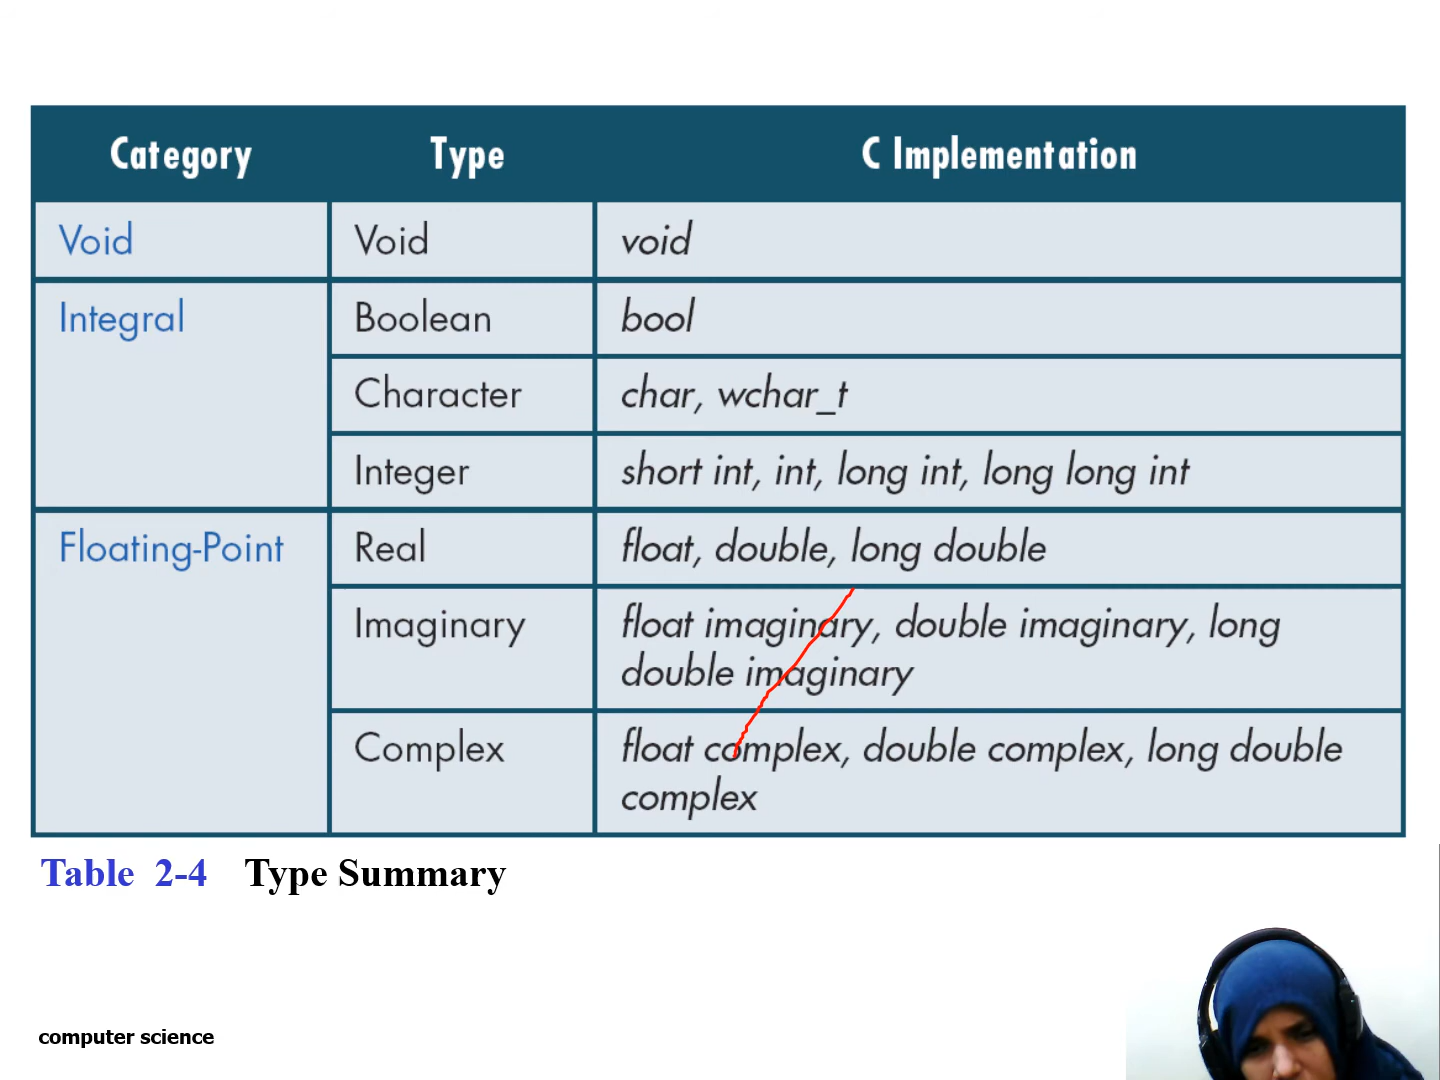 Category Type C Implementation
Void Void void
Integral Boolean bool
Character char, wchar_t
Integer short int, int, long int, long long int
Floating-Point Real float, double, long double
Imaginary float imaginary, double imaginary, long
double imaginary
Complex float complex, double complex, long double
complex
Table 2-4 Type Summary
computer science